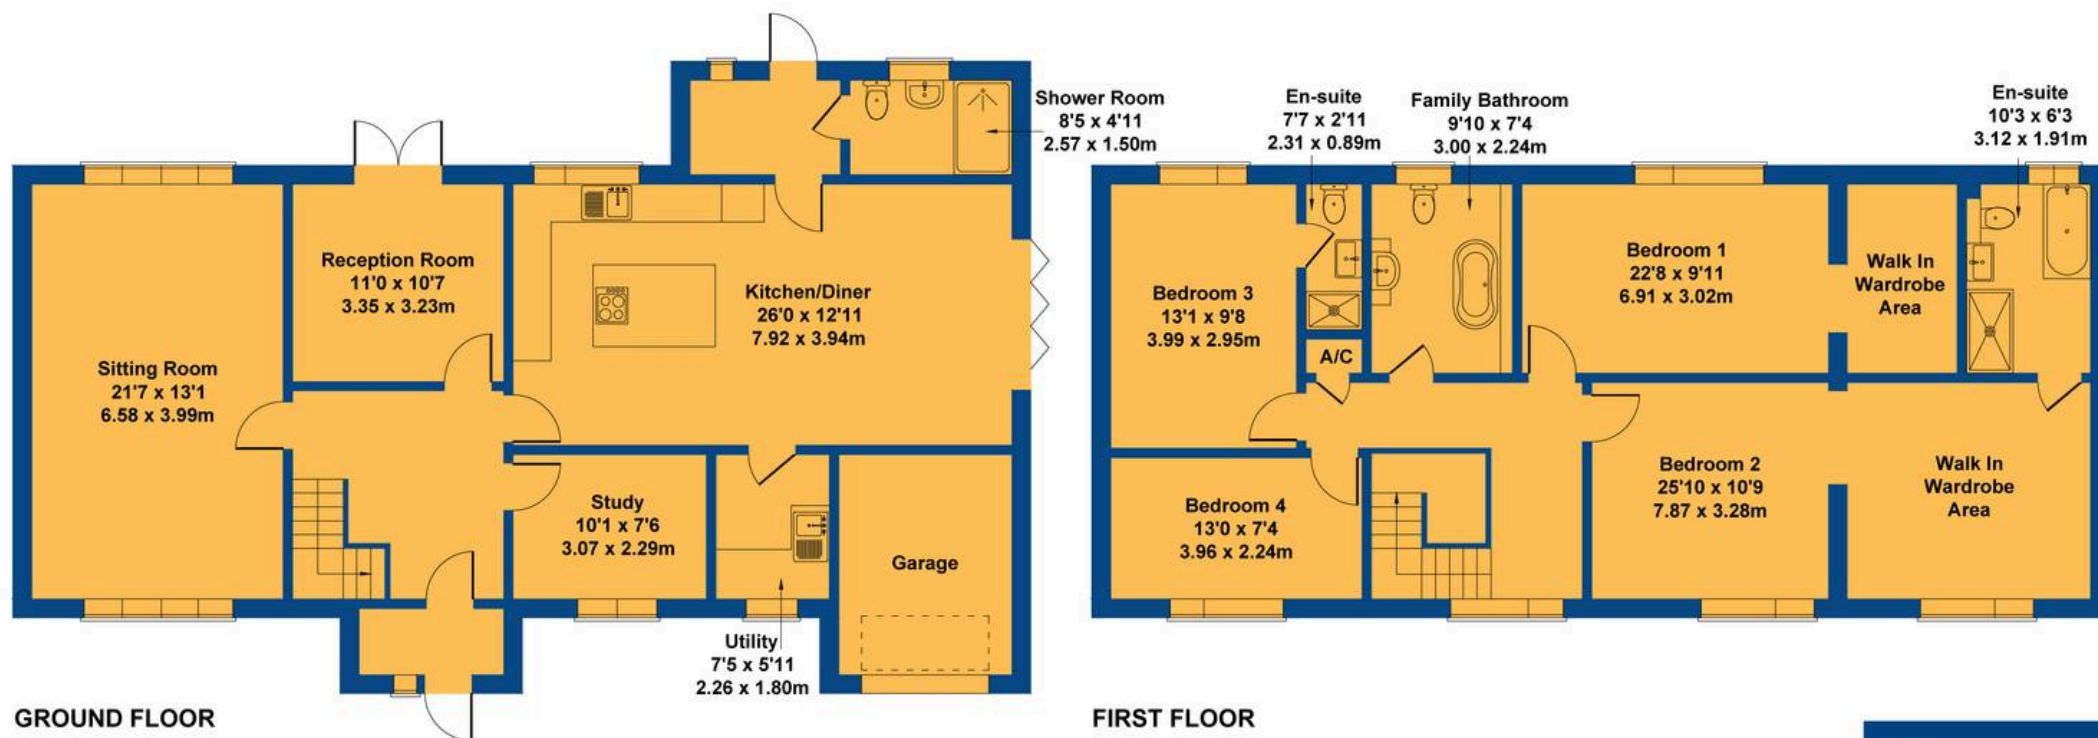 Shower Room
8'5 x 4'11
2.57 x 1.50m
En-suite
7'7 x 2'11
2.31 x 0.89m
Family Bathroom
9'10 x 7'4
3.00 x 2.24m
En-suite
10'3 x 6'3
3.12 x 1.91m
Reception Room
11'0 x 10'7
3.35 x 3.23m
Kitchen/Diner
26'0 x 12'11
7.92 x 3.94m
Sitting Room
21'7 x 13'1
6.58 x 3.99m
Study
10'1 x 7'6
3.07 x 2.29m
Garage
Utility
7'5 x 5'11
2.26 x 1.80m
GROUND FLOOR
Bedroom 3
13'1 x 9'8
3.99 x 2.95m
A/C
Bedroom 1
22'8 x 9'11
6.91 x 3.02m
Walk In
Wardrobe
Area
Bedroom 4
13'0 x 7'4
3.96 x 2.24m
Bedroom 2
25'10 x 10'9
7.87 x 3.28m
Walk In
Wardrobe
Area
FIRST FLOOR